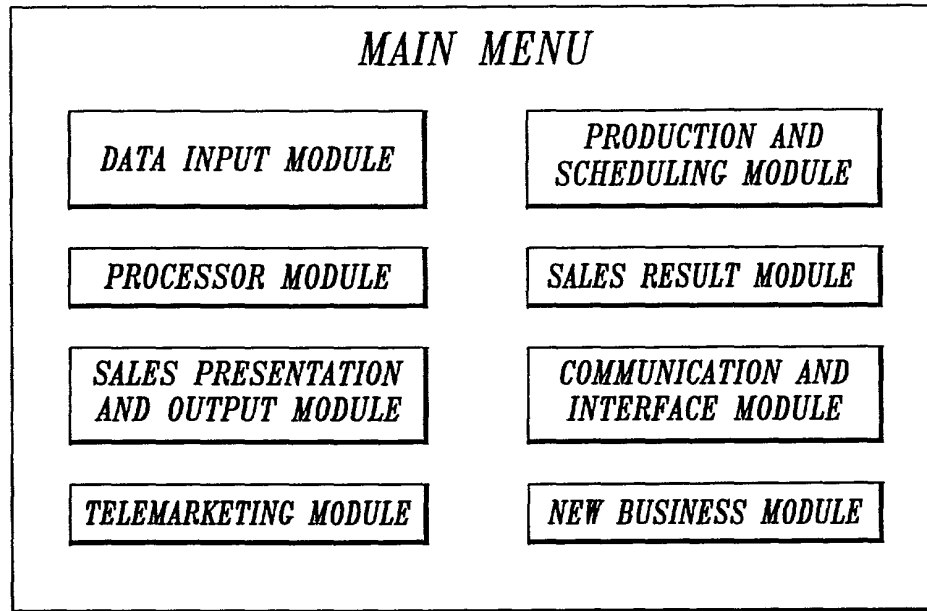 MAIN MENU
DATA INPUT MODULE
PRODUCTION AND
SCHEDULING MODULE
PROCESSOR MODULE
SALES RESULT MODULE
SALES PRESENTATION
AND OUTPUT MODULE
COMMUNICATION AND
INTERFACE MODULE
TELEMARKETING MODULE
NEW BUSINESS MODULE